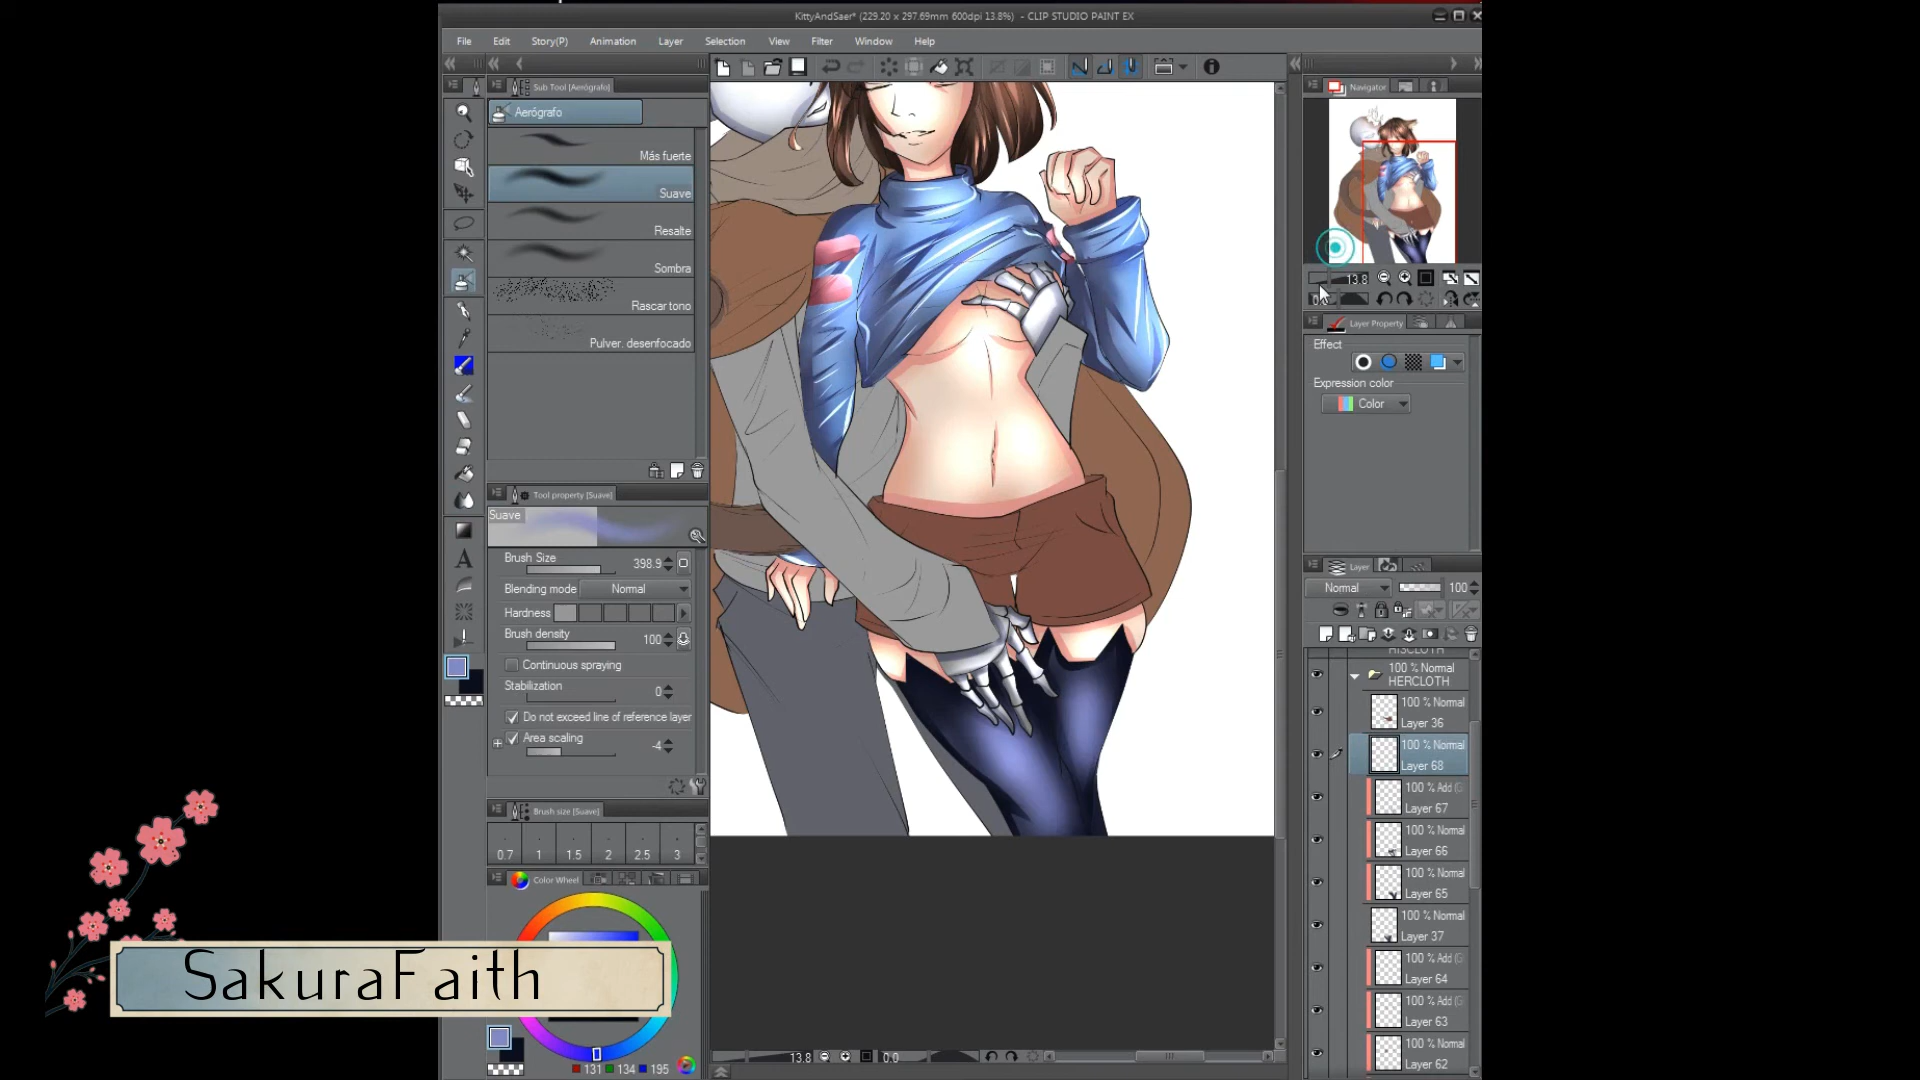 KittyAndSaer* (229.20 x 297.69mm 600dpi 13.8%) - CLIP STUDIO PAINT EX
File Edit Story(P) Animation Layer Selection View Filter Window Help
Sub Tool [Aerógrafo]
Aerógrafo
Más fuerte
Suave
Resalte
Sombra
Rascar tono
Pulver. desenfocado
Tool property [Suave]
Suave
Brush Size 398.9
Blending mode Normal
Hardness
Brush density 100
Continuous spraying
Stabilization 0
Do not exceed line of reference layer
Area scaling -4
Brush size [Suave]
0.7 1 1.5 2 2.5 3
Color Wheel
131 134 195
SakuraFaith
13.8 0.0
Navigator
13.8
Layer Property
Effect
Expression color
Color
Layer
Normal 100
HISCLOTH
100 % Normal
HERCLOTH
100 % Normal
Layer 36
100 % Normal
Layer 68
100 % Add (G
Layer 67
100 % Normal
Layer 66
100 % Normal
Layer 65
100 % Normal
Layer 37
100 % Add (G
Layer 64
100 % Add (G
Layer 63
100 % Normal
Layer 62